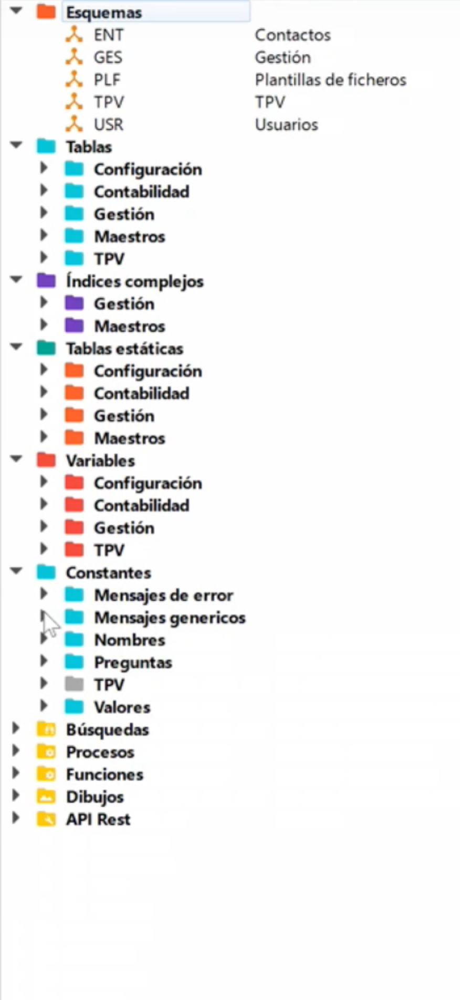 Esquemas
ENT Contactos
GES Gestión
PLF Plantillas de ficheros
TPV TPV
USR Usuarios
Tablas
Configuración
Contabilidad
Gestión
Maestros
TPV
Índices complejos
Gestión
Maestros
Tablas estáticas
Configuración
Contabilidad
Gestión
Maestros
Variables
Configuración
Contabilidad
Gestión
TPV
Constantes
Mensajes de error
Mensajes genericos
Nombres
Preguntas
TPV
Valores
Búsquedas
Procesos
Funciones
Dibujos
API Rest